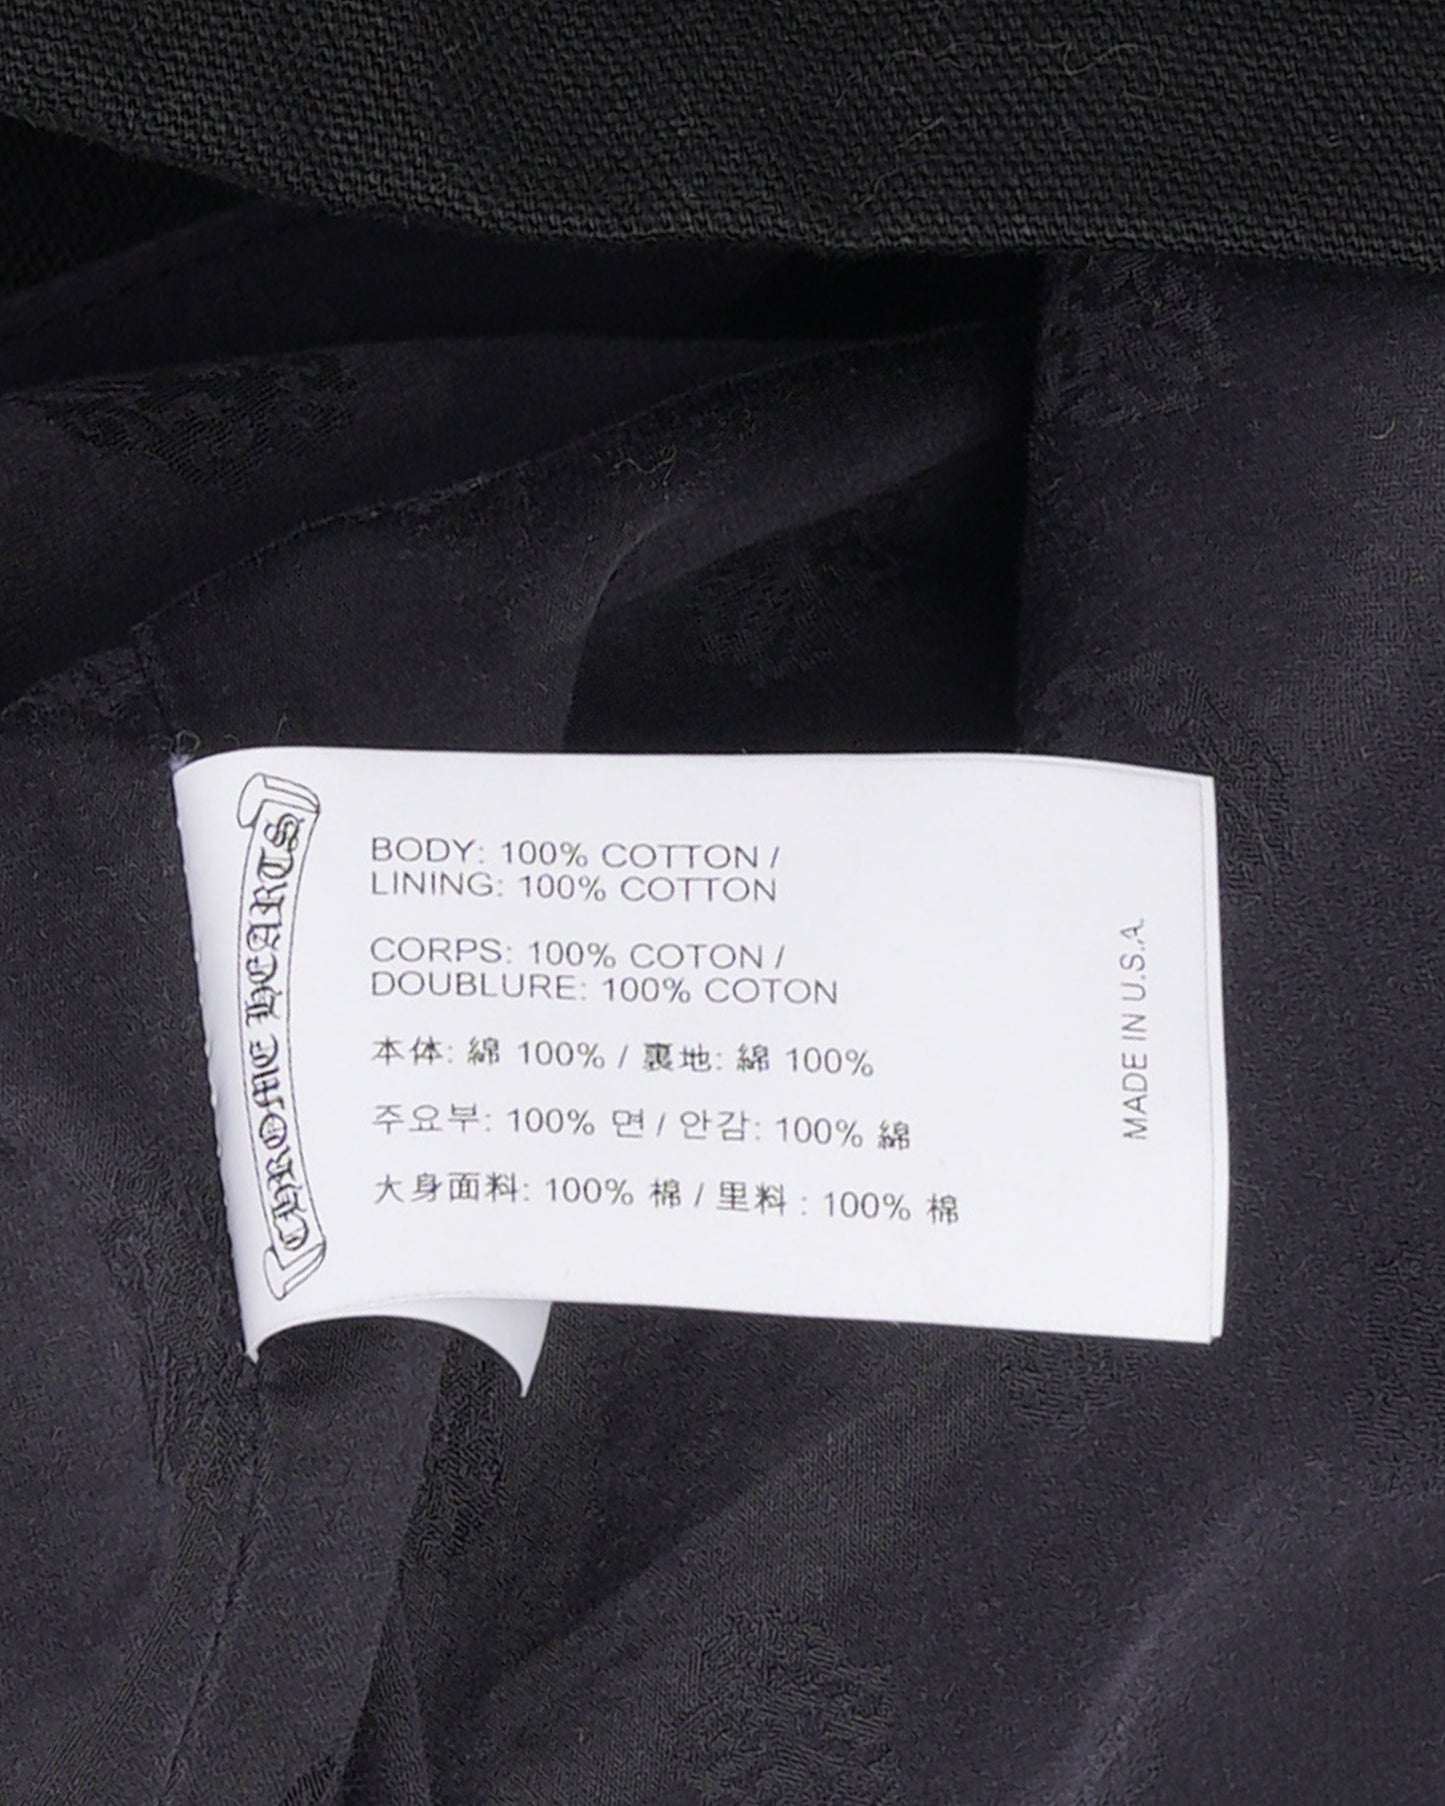 CHROME HEARTS
BODY: 100% COTTON /
LINING: 100% COTTON
CORPS: 100% COTON /
DOUBLURE: 100% COTON
本体: 綿 100% / 裏地: 綿 100%
주요부: 100% 면 / 안감: 100% 綿
大身面料: 100% 棉 / 里料 : 100% 棉
MADE IN U.S.A.